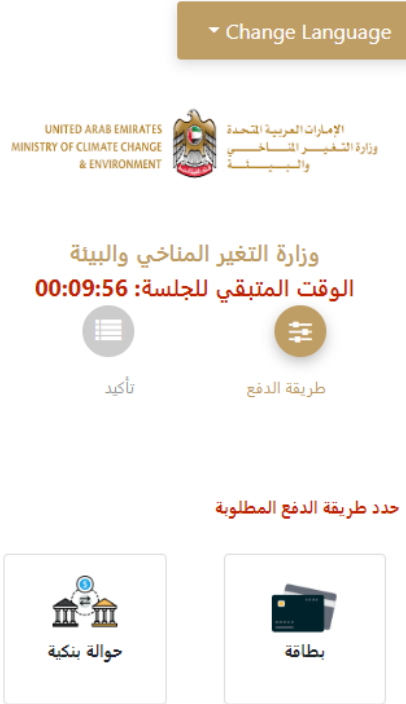 Change Language
UNITED ARAB EMIRATES
MINISTRY OF CLIMATE CHANGE
& ENVIRONMENT
الإمارات العربية المتحدة
وزارة التغيير المناخي
والبيئة
وزارة التغير المناخي والبيئة
الوقت المتبقي للجلسة: 00:09:56
طريقة الدفع
تأكيد
حدد طريقة الدفع المطلوبة
بطاقة
حوالة بنكية